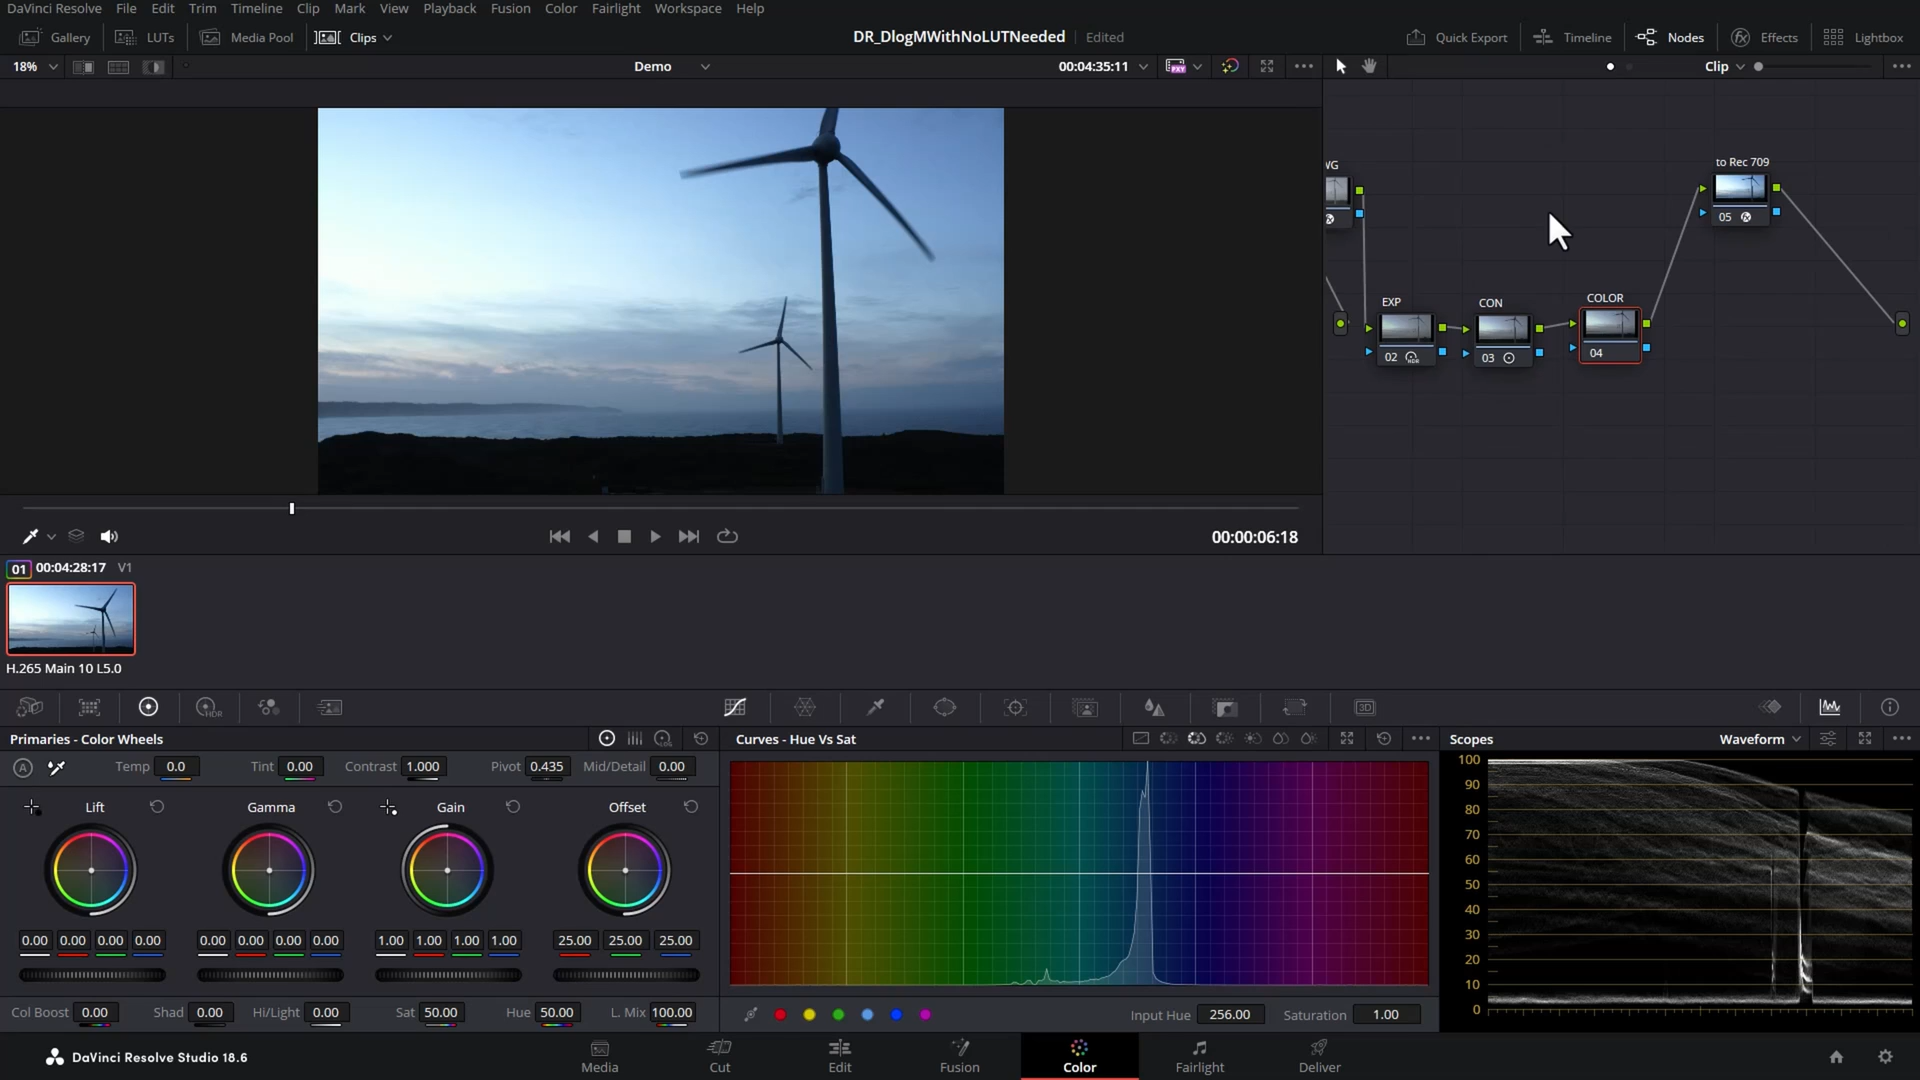 DaVinci Resolve File Edit Trim Timeline Clip Mark View Playback Fusion Color Fairlight Workspace Help
Gallery LUTs Media Pool Clips DR_DlogMWithNoLUTNeeded Edited Quick Export Timeline Nodes Effects Lightbox
18% Demo 00:04:35:11 PXY Clip
WG
to Rec 709
05
EXP CON COLOR
02 HDR 03 04
00:00:06:18
01 00:04:28:17 V1
H.265 Main 10 L5.0
HDR 3D
Primaries - Color Wheels LOG Curves - Hue Vs Sat Scopes Waveform
A Temp 0.0 Tint 0.00 Contrast 1.000 Pivot 0.435 Mid/Detail 0.00
Lift Gamma Gain Offset
0.00 0.00 0.00 0.00 0.00 0.00 0.00 0.00 1.00 1.00 1.00 1.00 25.00 25.00 25.00
Col Boost 0.00 Shad 0.00 Hi/Light 0.00 Sat 50.00 Hue 50.00 L. Mix 100.00
Input Hue 256.00 Saturation 1.00
100
90
80
70
60
50
40
30
20
10
0
DaVinci Resolve Studio 18.6
Media Cut Edit Fusion Color Fairlight Deliver